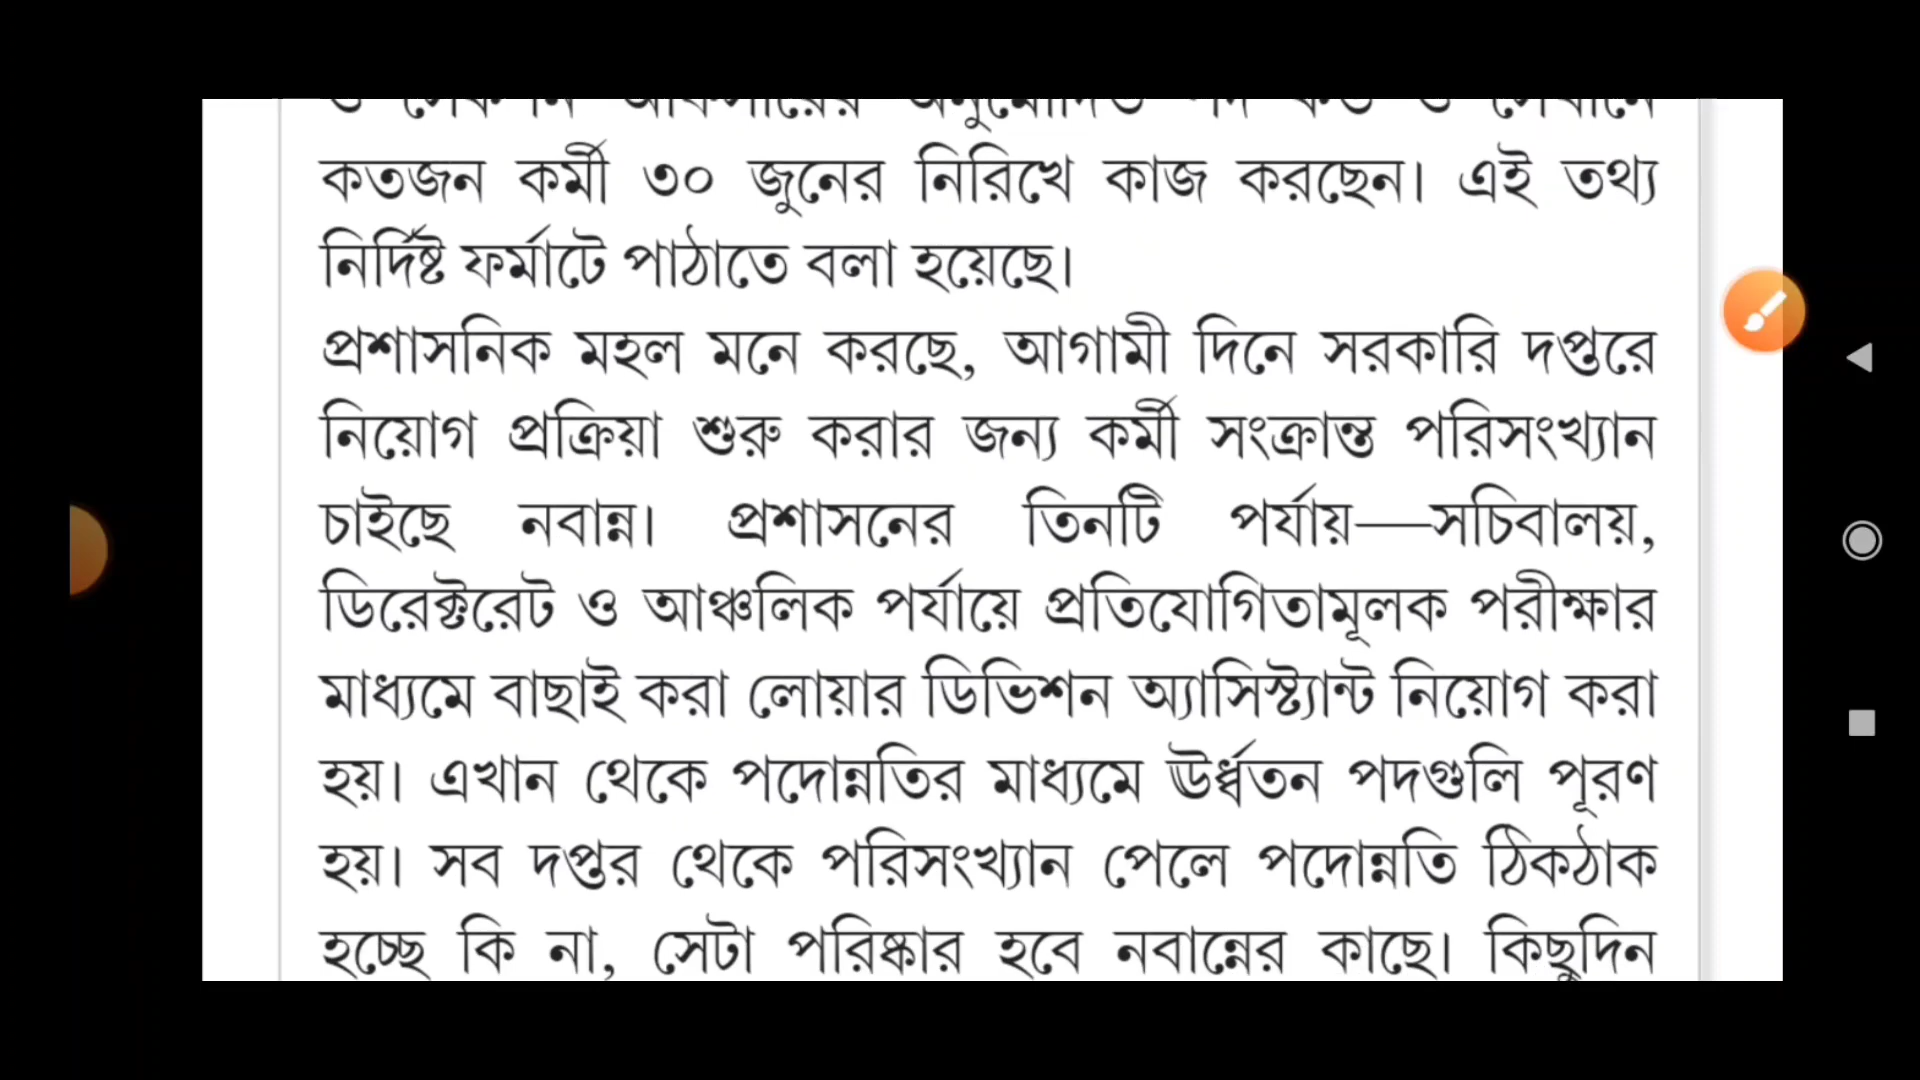 কতজন কর্মী ৩০ জুনের নিরিখে কাজ করছেন। এই তথ্য
নির্দিষ্ট ফর্মাটে পাঠাতে বলা হয়েছে।
প্রশাসনিক মহল মনে করছে, আগামী দিনে সরকারি দপ্তরে
নিয়োগ প্রক্রিয়া শুরু করার জন্য কর্মী সংক্রান্ত পরিসংখ্যান
চাইছে নবান্ন। প্রশাসনের তিনটি পর্যায়—সচিবালয়,
ডিরেক্টরেট ও আঞ্চলিক পর্যায়ে প্রতিযোগিতামূলক পরীক্ষার
মাধ্যমে বাছাই করা লোয়ার ডিভিশন অ্যাসিস্ট্যান্ট নিয়োগ করা
হয়। এখান থেকে পদোন্নতির মাধ্যমে ঊর্ধ্বতন পদগুলি পূরণ
হয়। সব দপ্তর থেকে পরিসংখ্যান পেলে পদোন্নতি ঠিকঠাক
হচ্ছে কি না, সেটা পরিষ্কার হবে নবান্নের কাছে। কিছুদিন